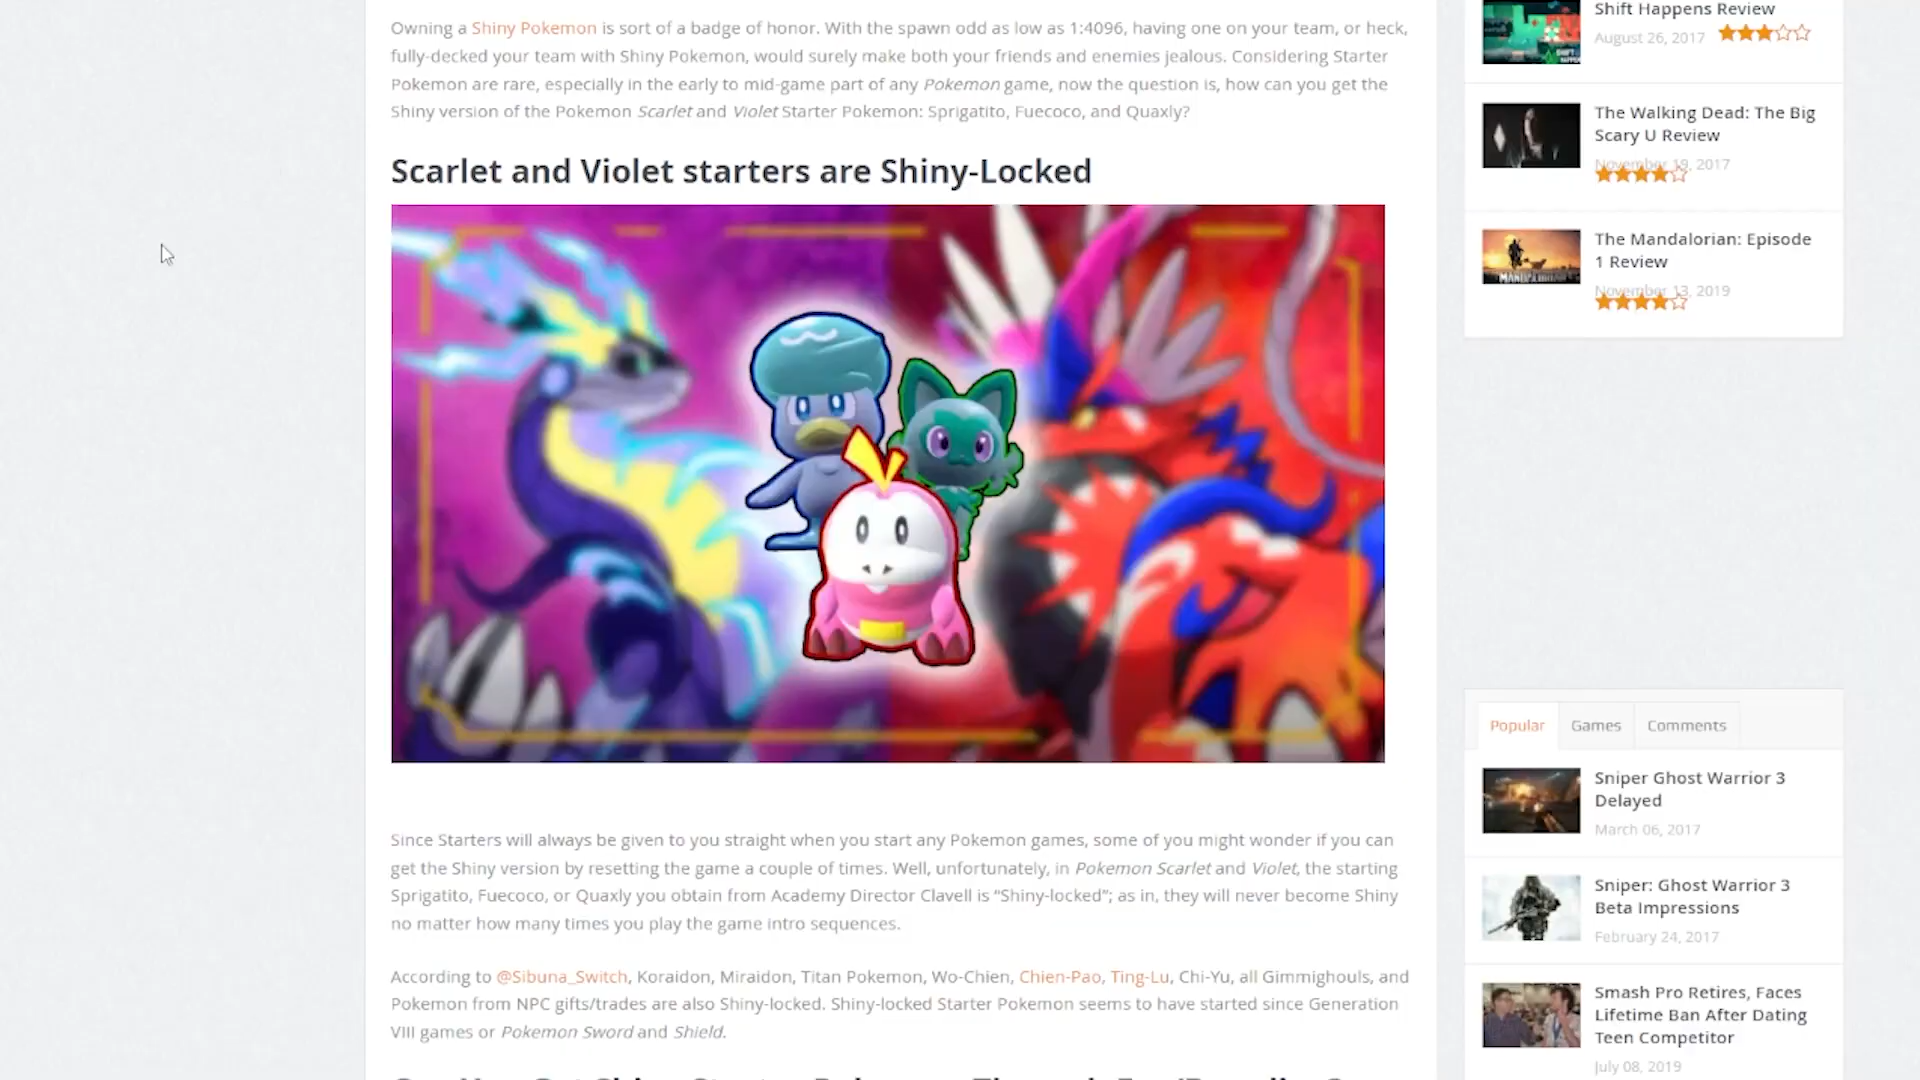 Owning a Shiny Pokemon is sort of a badge of honor. With the spawn odd as low as 1:4096, having one on your team, or heck,
fully-decked your team with Shiny Pokemon, would surely make both your friends and enemies jealous. Considering Starter
Pokemon are rare, especially in the early to mid-game part of any Pokemon game, now the question is, how can you get the
Shiny version of the Pokemon Scarlet and Violet Starter Pokemon: Sprigatito, Fuecoco, and Quaxly?
Scarlet and Violet starters are Shiny-Locked
Since Starters will always be given to you straight when you start any Pokemon games, some of you might wonder if you can
get the Shiny version by resetting the game a couple of times. Well, unfortunately, in Pokemon Scarlet and Violet, the starting
Sprigatito, Fuecoco, or Quaxly you obtain from Academy Director Clavell is “Shiny-locked”; as in, they will never become Shiny
no matter how many times you play the game intro sequences.
According to @Sibuna_Switch, Koraidon, Miraidon, Titan Pokemon, Wo-Chien, Chien-Pao, Ting-Lu, Chi-Yu, all Gimmighouls, and
Pokemon from NPC gifts/trades are also Shiny-locked. Shiny-locked Starter Pokemon seems to have started since Generation
VIII games or Pokemon Sword and Shield.
Shift Happens Review
August 26, 2017
The Walking Dead: The Big
Scary U Review
November 19, 2017
The Mandalorian: Episode
1 Review
November 13, 2019
MANDALORIAN
Popular Games Comments
Sniper Ghost Warrior 3
Delayed
March 06, 2017
Sniper: Ghost Warrior 3
Beta Impressions
February 24, 2017
Smash Pro Retires, Faces
Lifetime Ban After Dating
Teen Competitor
July 08, 2019